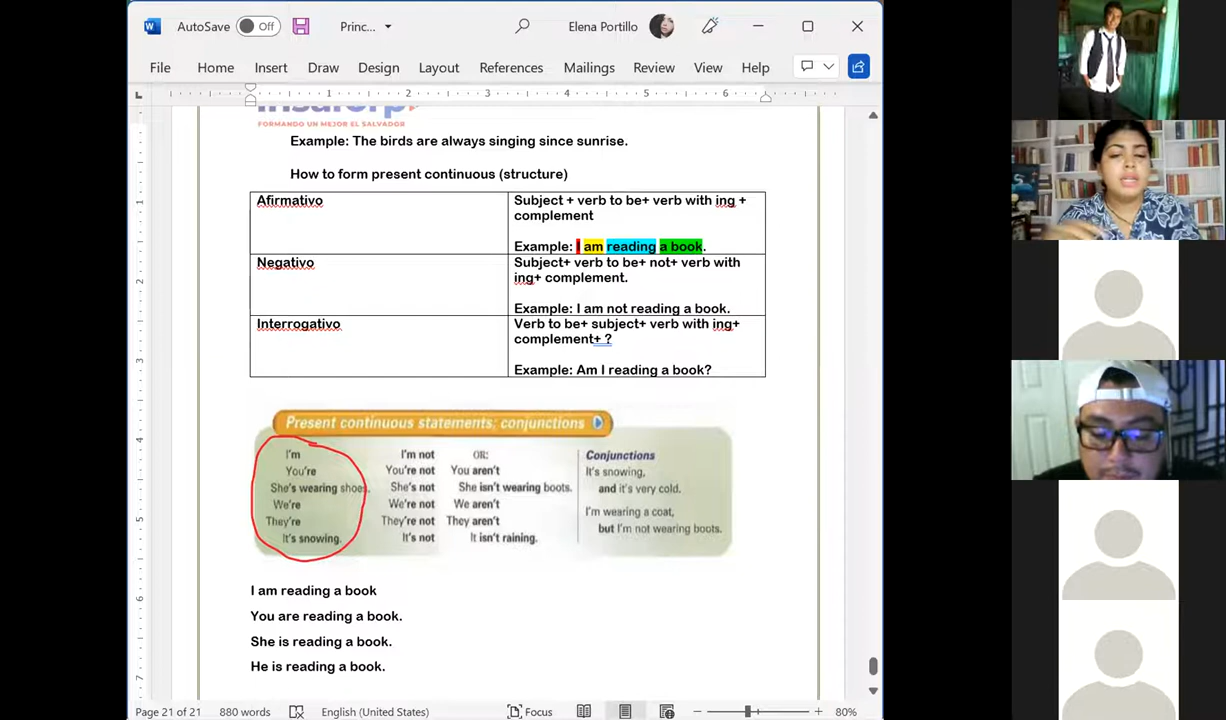 AutoSave
Off
Princ...
Elena Portillo
File Home Insert Draw Design Layout References Mailings Review View Help
1 1 2 3 4 5 6
FORMANDO UN MEJOR EL SALVADOR
Example: The birds are always singing since sunrise.
How to form present continuous (structure)
Afirmativo
Subject + verb to be+ verb with ing +
complement
Example: I am reading a book.
Negativo
Subject+ verb to be+ not+ verb with
ing+ complement.
Example: I am not reading a book.
Interrogativo
Verb to be+ subject+ verb with ing+
complement+ ?
Example: Am I reading a book?
Present continuous statements; conjunctions
I'm
You're
She's wearing shoes.
We're
They're
It's snowing.
I'm not
You're not
She's not
We're not
They're not
It's not
OR:
You aren't
She isn't wearing boots.
We aren't
They aren't
It isn't raining.
Conjunctions
It's snowing,
and it's very cold.
I'm wearing a coat,
but I'm not wearing boots.
I am reading a book
You are reading a book.
She is reading a book.
He is reading a book.
Page 21 of 21 880 words English (United States) Focus 80%